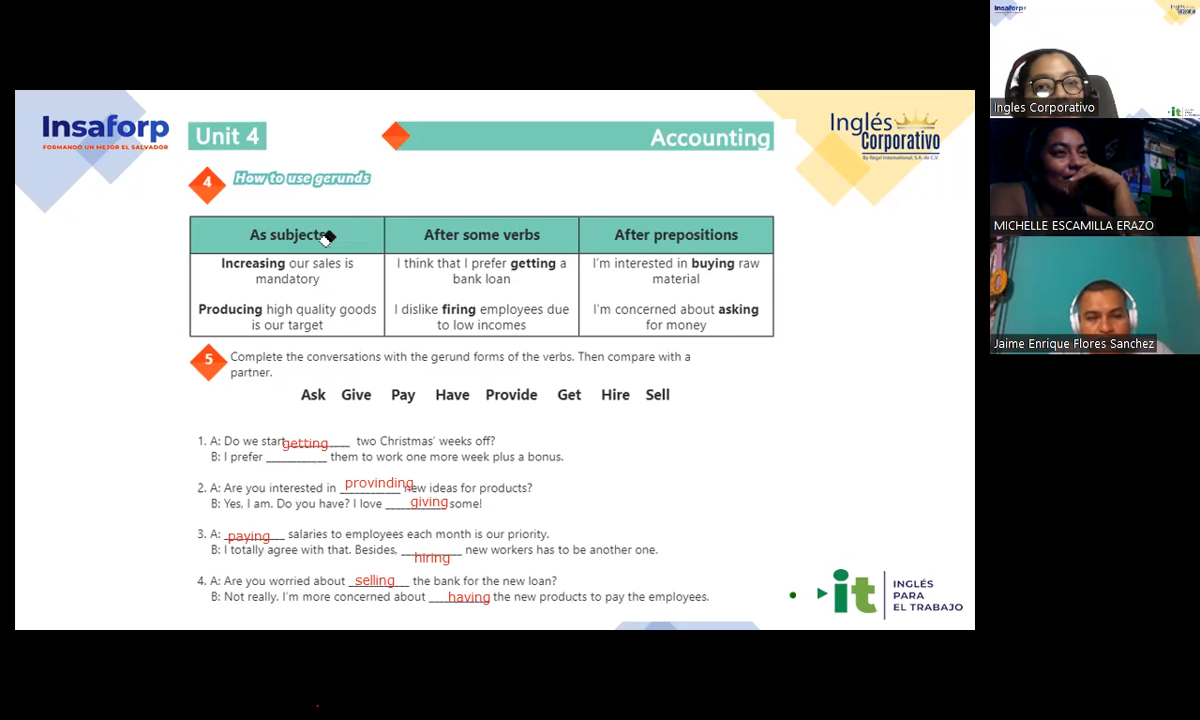 Insaforp
FORMANDO UN MEJOR EL SALVADOR
Unit 4
Accounting
Inglés
Corporativo
By Regal International, S.A. de C.V.
4 How to use gerunds
As subjects After some verbs After prepositions
Increasing our sales is mandatory
I think that I prefer getting a bank loan
I'm interested in buying raw material
Producing high quality goods is our target
I dislike firing employees due to low incomes
I'm concerned about asking for money
5 Complete the conversations with the gerund forms of the verbs. Then compare with a
partner.
Ask Give Pay Have Provide Get Hire Sell
1. A: Do we start getting two Christmas' weeks off?
B: I prefer ____________ them to work one more week plus a bonus.
2. A: Are you interested in provinding new ideas for products?
B: Yes, I am. Do you have? I love giving some!
3. A: paying salaries to employees each month is our priority.
B: I totally agree with that. Besides, hiring new workers has to be another one.
4. A: Are you worried about selling the bank for the new loan?
B: Not really. I'm more concerned about having the new products to pay the employees.
it
INGLÉS
PARA
EL TRABAJO
Insaforp
Ingles Corporativo
it
MICHELLE ESCAMILLA ERAZO
Jaime Enrique Flores Sanchez